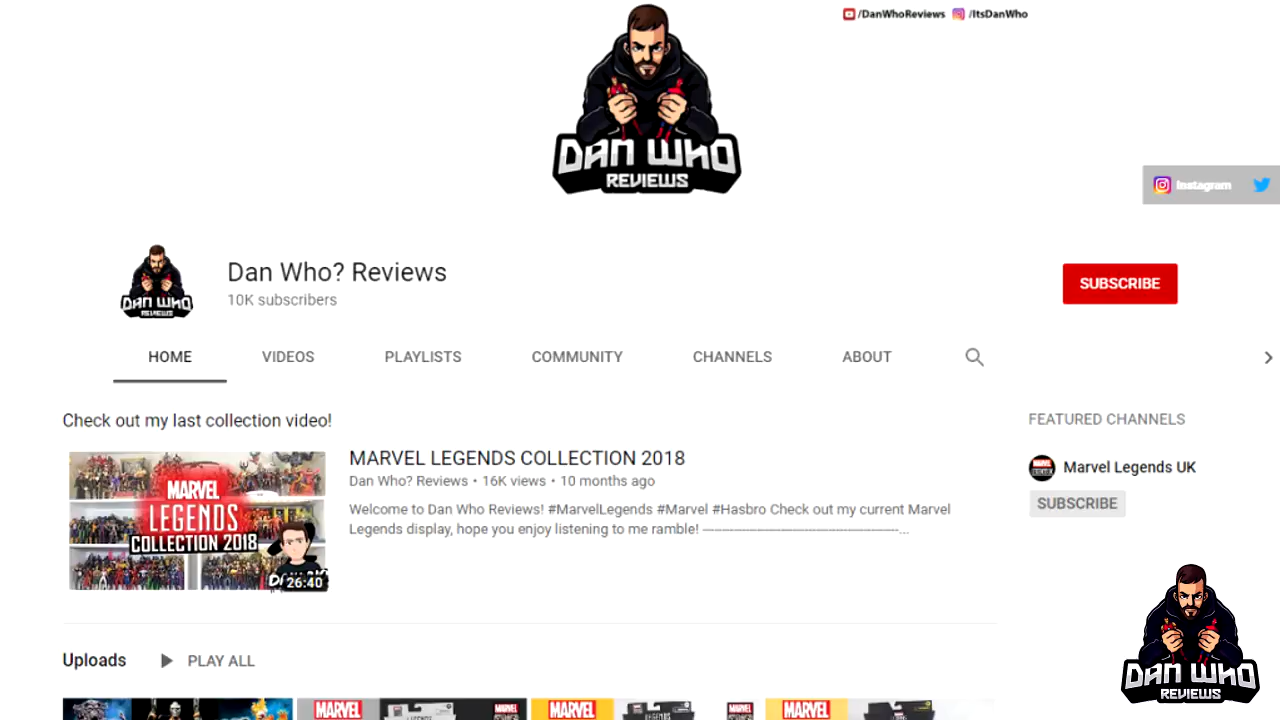 /DanWhoReviews /ItsDanWho
DAN WHO
REVIEWS
Instagram
DAN WHO
REVIEWS
Dan Who? Reviews
10K subscribers
SUBSCRIBE
HOME VIDEOS PLAYLISTS COMMUNITY CHANNELS ABOUT
Check out my last collection video!
FEATURED CHANNELS
MARVEL
LEGENDS
COLLECTION 2018
26:40
MARVEL LEGENDS COLLECTION 2018
Dan Who? Reviews • 16K views • 10 months ago
Welcome to Dan Who Reviews! #MarvelLegends #Marvel #Hasbro Check out my current Marvel
Legends display, hope you enjoy listening to me ramble! ---------------------------------------------------...
Marvel Legends UK
SUBSCRIBE
Uploads PLAY ALL
MARVEL MARVEL MARVEL
DAN WHO
REVIEWS